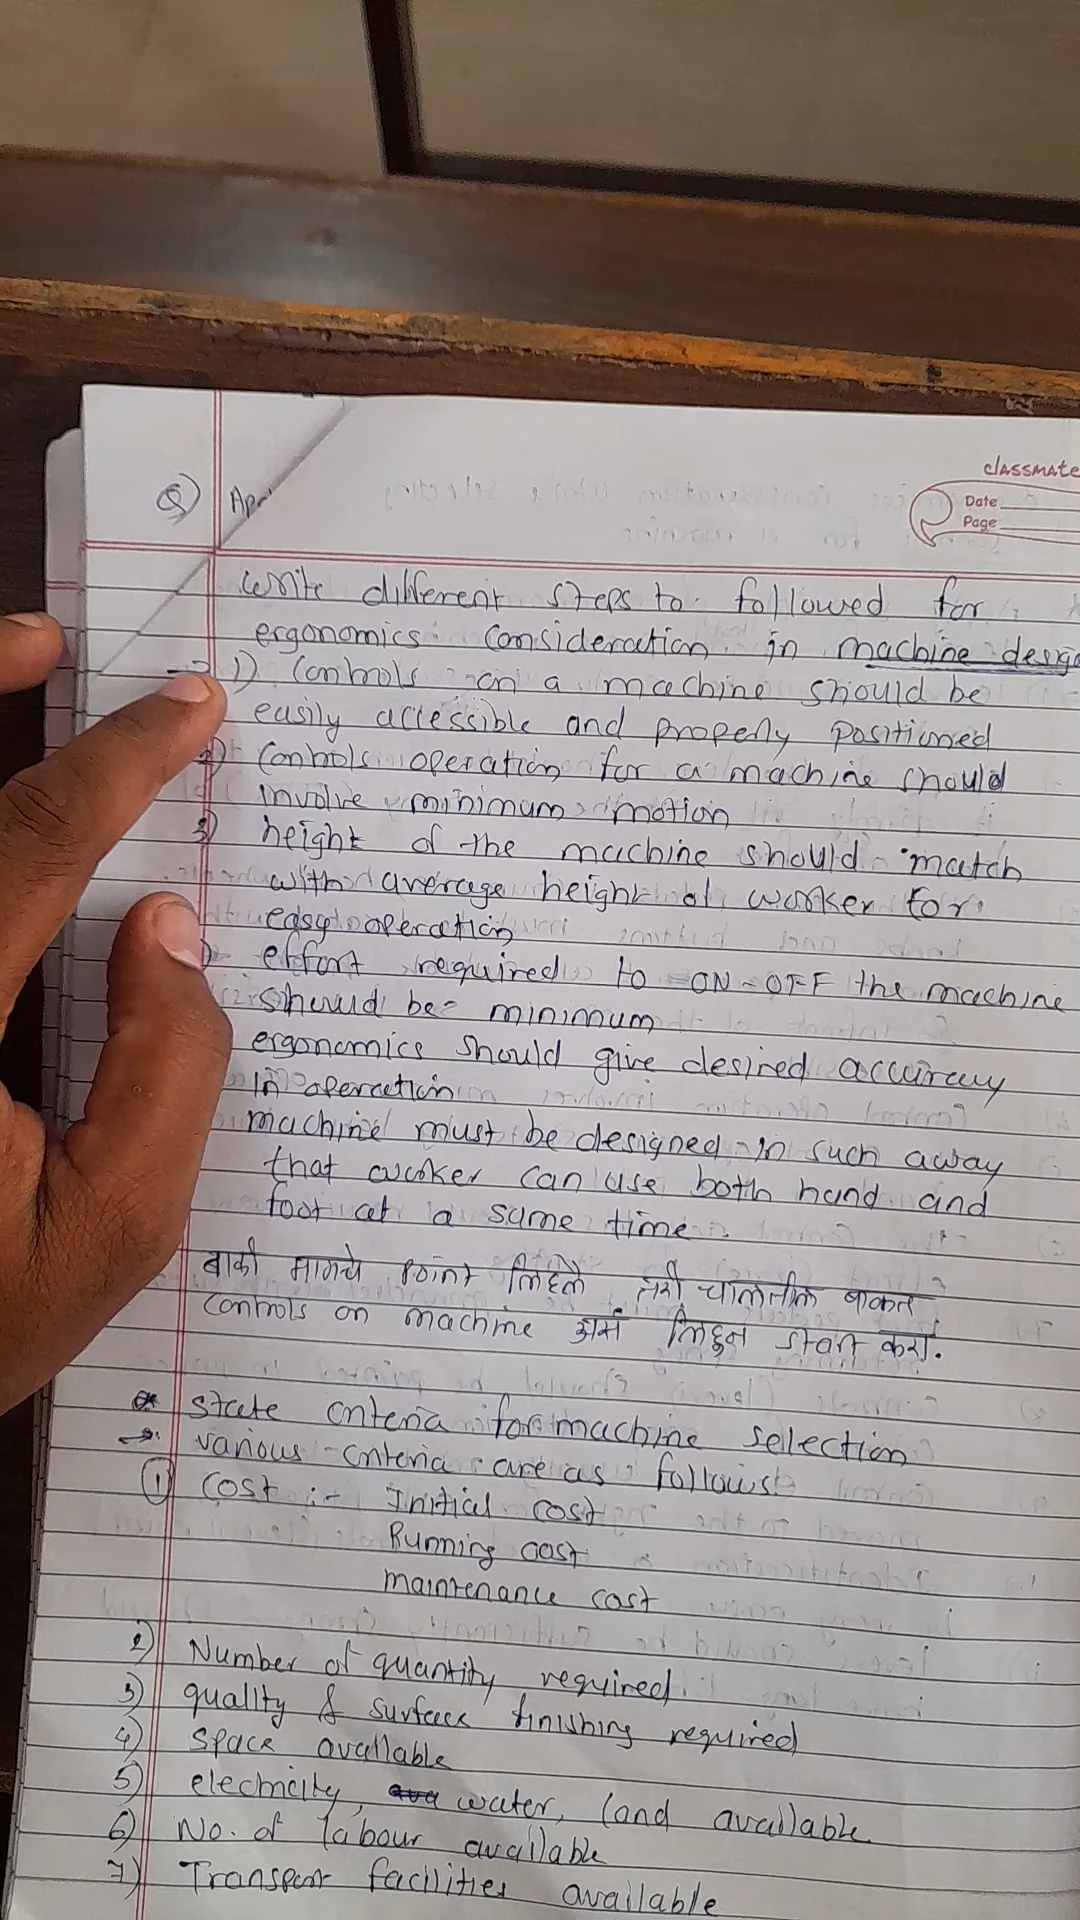 classmate
Date
Page
Q)
write different steps to followed for
ergonomics consideration in machine design
→ 1) Controls on a machine should be
easily accessible and properly positioned
2) Controls operation for a machine should
involve minimum motion
3) height of the machine should match
with average height of worker for
easy operation
effort required to ON-OFF the machine
should be minimum
ergonomics should give desired accuracy
in operation
machine must be designed in such away
that worker can use both hand and
foot at a same time.
बाकी मागचे point लिहले तरी चालतील
controls on machine असं लिहून start करा.
* state criteria for machine selection
→ various criteria are as follows
① Cost :- Initial cost
Running cost
maintenance cost
2) Number of quantity required.
3) quality & surface finishing required
4) space available
5) electricity, water, land available
6) No. of labour available
7) Transport facilities available